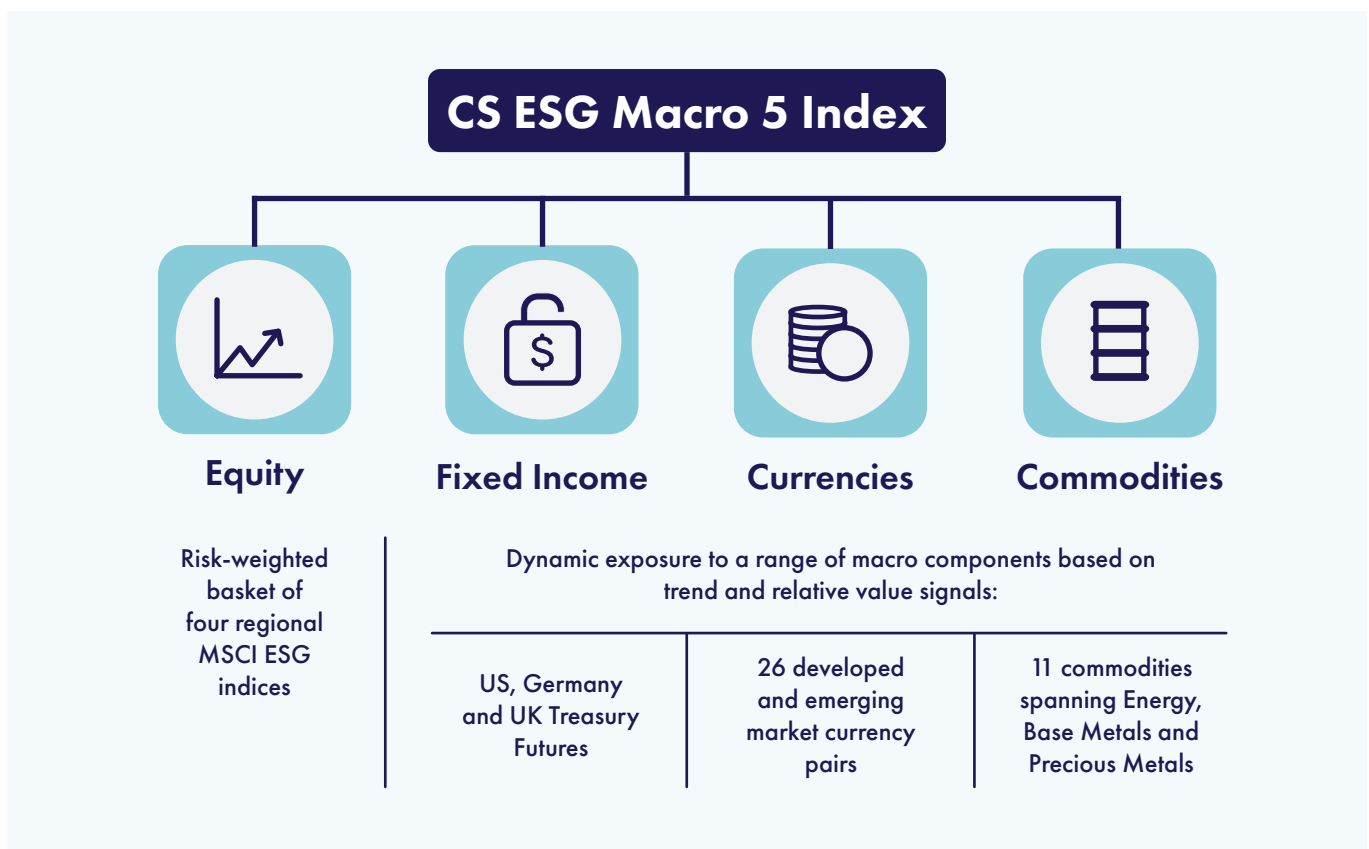 CS ESG Macro 5 Index
Equity
Fixed Income
Currencies
Commodities
Risk-weighted
basket of
four regional
MSCI ESG
indices
Dynamic exposure to a range of macro components based on
trend and relative value signals:
US, Germany
and UK Treasury
Futures
26 developed
and emerging
market currency
pairs
11 commodities
spanning Energy,
Base Metals and
Precious Metals
$